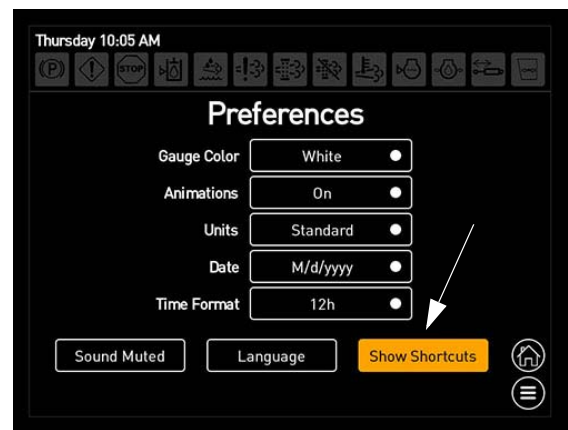 Thursday 10:05 AM
(P) STOP
Preferences
Gauge Color White
Animations On
Units Standard
Date M/d/yyyy
Time Format 12h
Sound Muted Language Show Shortcuts